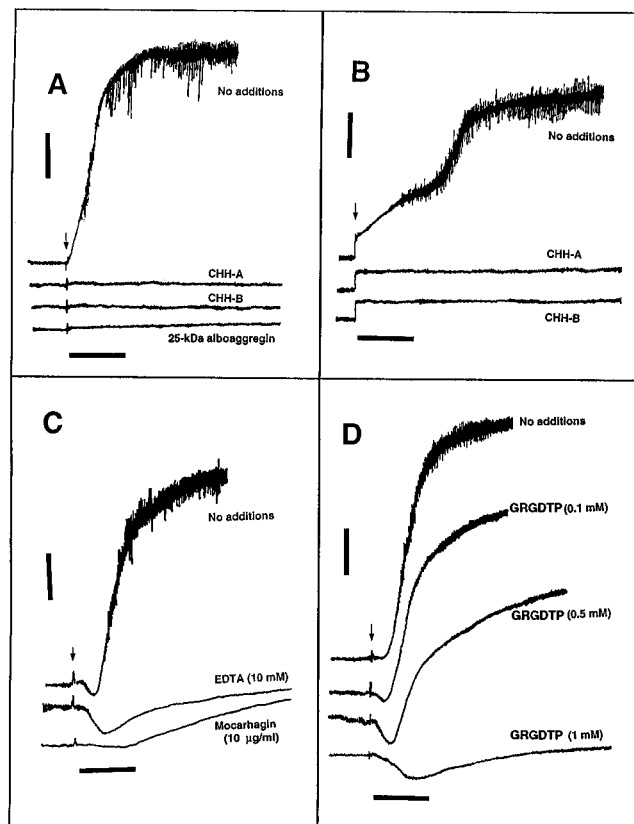 A
No additions
CHH-A
CHH-B
25-kDa alboaggregin
B
No additions
CHH-A
CHH-B
C
No additions
EDTA (10 mM)
Mocarhagin
(10 µg/ml)
D
No additions
GRGDTP (0.1 mM)
GRGDTP (0.5 mM)
GRGDTP (1 mM)